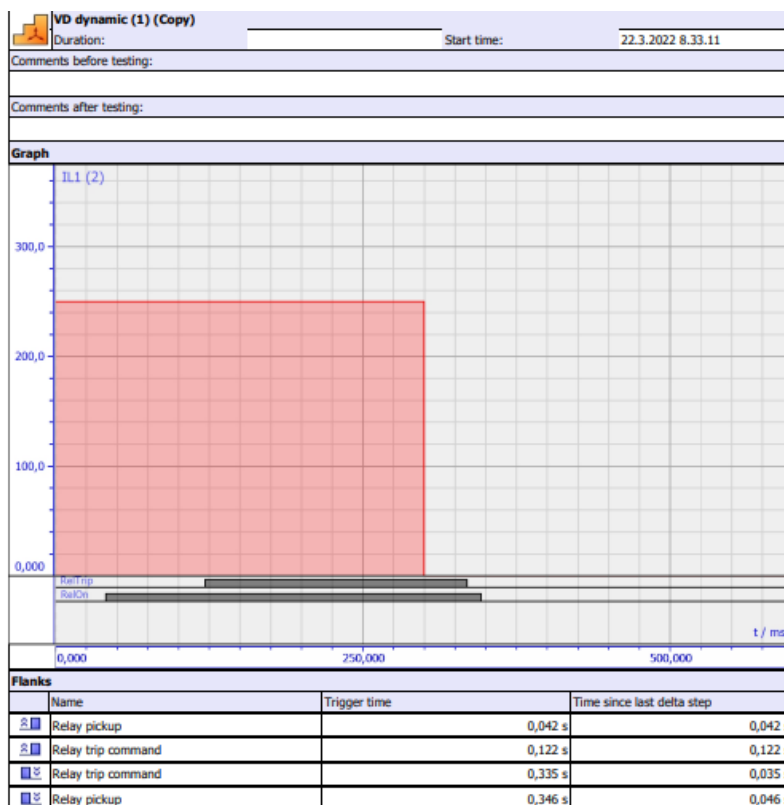 VD dynamic (1) (Copy)
Duration: Start time: 22.3.2022 8.33.11
Comments before testing:
Comments after testing:
Graph
IL1 (2)
300,0
200,0
100,0
0,000
RelTrip
RelOn
t / ms
0,000 250,000 500,000
Flanks
Name Trigger time Time since last delta step
Relay pickup 0,042 s 0,042
Relay trip command 0,122 s 0,122
Relay trip command 0,335 s 0,035
Relay pickup 0,346 s 0,046